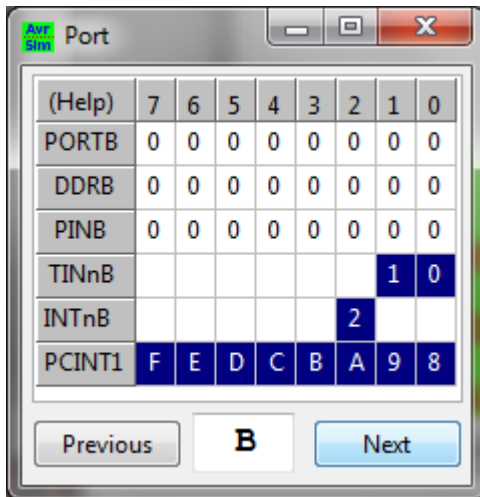 Avr Sim Port
(Help) 7 6 5 4 3 2 1 0
PORTB 0 0 0 0 0 0 0 0
DDRB 0 0 0 0 0 0 0 0
PINB 0 0 0 0 0 0 0 0
TINnB 1 0
INTnB 2
PCINT1 F E D C B A 9 8
Previous B Next